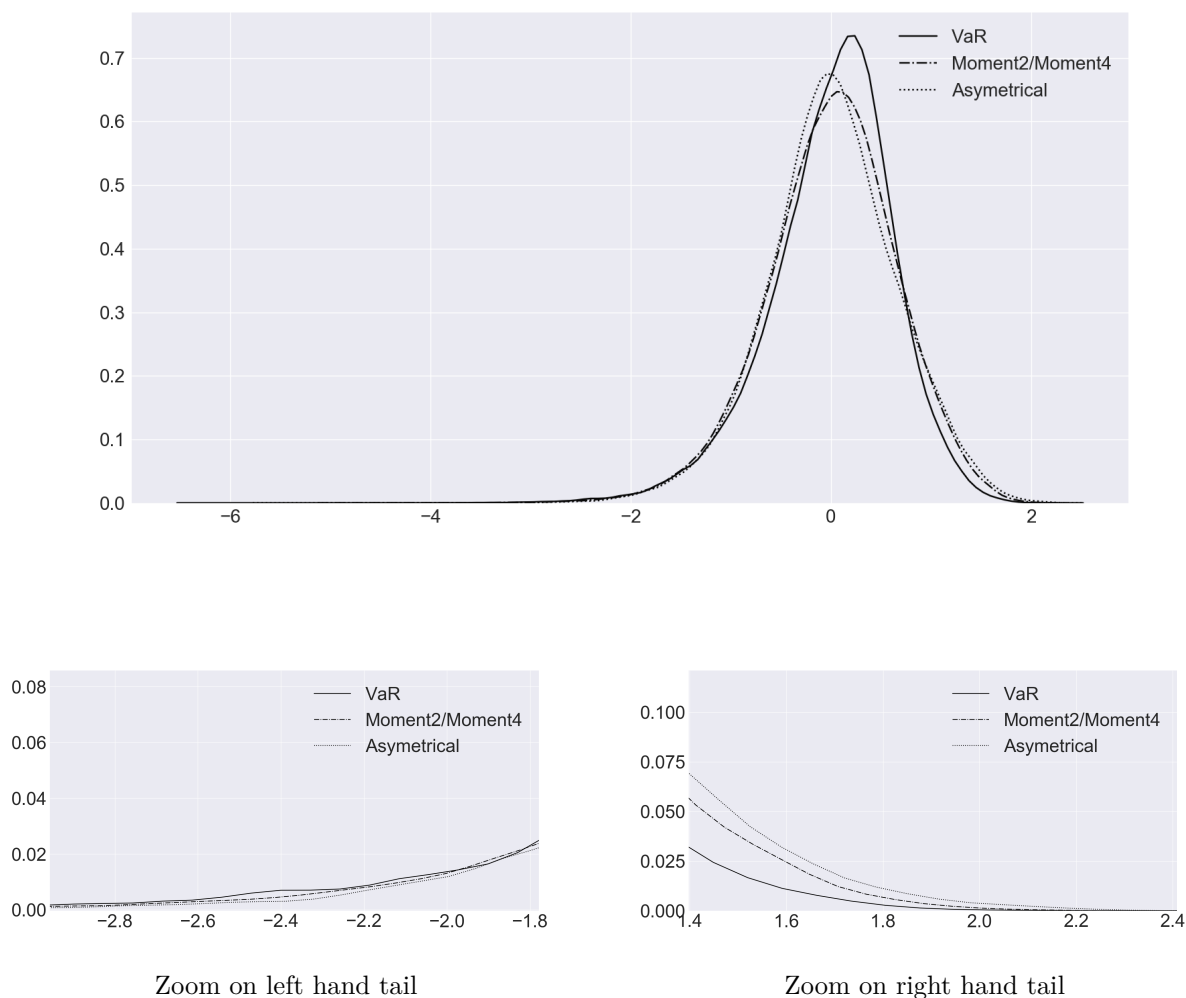 VaR
Moment2/Moment4
Asymetrical
0.7
0.6
0.5
0.4
0.3
0.2
0.1
0.0
−6 −4 −2 0 2
VaR
Moment2/Moment4
Asymetrical
0.08
0.06
0.04
0.02
0.00
−2.8 −2.6 −2.4 −2.2 −2.0 −1.8
Zoom on left hand tail
VaR
Moment2/Moment4
Asymetrical
0.100
0.075
0.050
0.025
0.000
1.4 1.6 1.8 2.0 2.2 2.4
Zoom on right hand tail